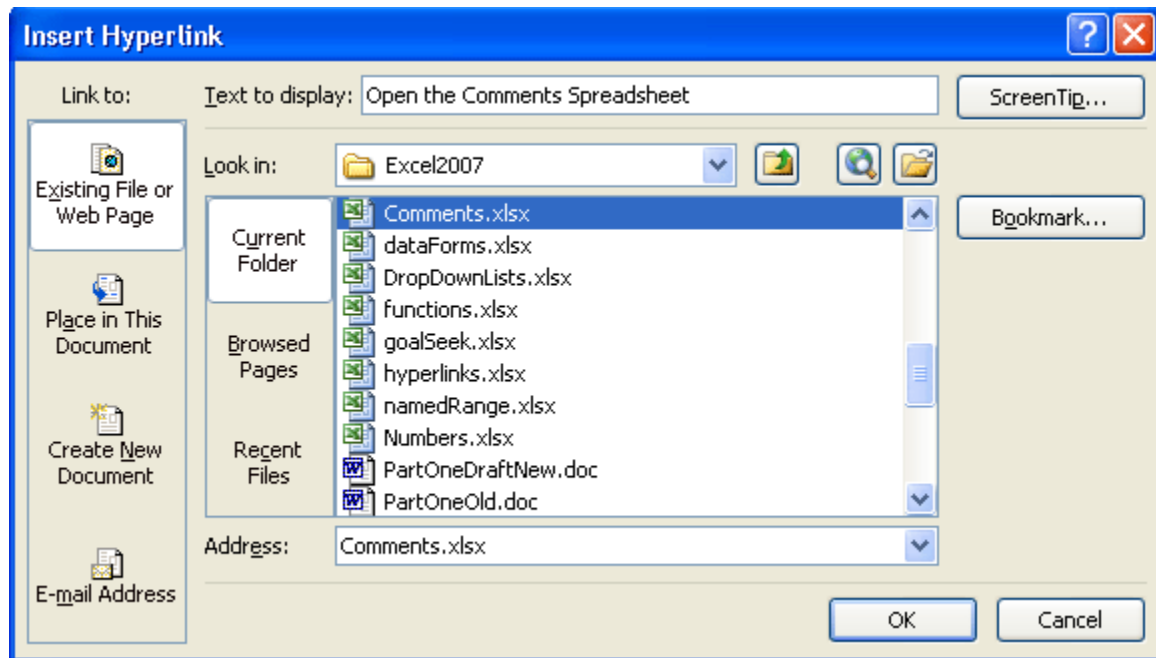 Insert Hyperlink
Link to:
Text to display: Open the Comments Spreadsheet
ScreenTip...
Existing File or
Web Page
Place in This
Document
Create New
Document
E-mail Address
Look in: Excel2007
Current
Folder
Browsed
Pages
Recent
Files
Comments.xlsx
dataForms.xlsx
DropDownLists.xlsx
functions.xlsx
goalSeek.xlsx
hyperlinks.xlsx
namedRange.xlsx
Numbers.xlsx
PartOneDraftNew.doc
PartOneOld.doc
Bookmark...
Address: Comments.xlsx
OK
Cancel